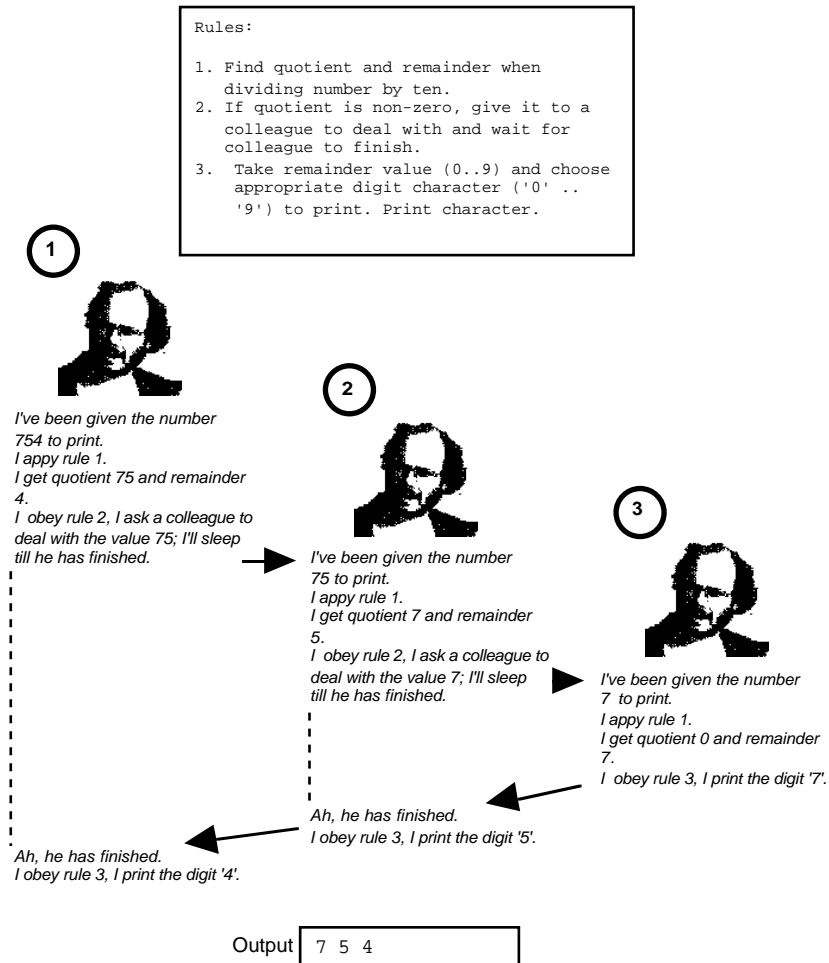 Rules:
1. Find quotient and remainder when
dividing number by ten.
2. If quotient is non-zero, give it to a
colleague to deal with and wait for
colleague to finish.
3. Take remainder value (0..9) and choose
appropriate digit character ('0' ..
'9') to print. Print character.
1
I've been given the number
754 to print.
I appy rule 1.
I get quotient 75 and remainder
4.
I obey rule 2, I ask a colleague to
deal with the value 75; I'll sleep
till he has finished.
2
I've been given the number
75 to print.
I appy rule 1.
I get quotient 7 and remainder
5.
I obey rule 2, I ask a colleague to
deal with the value 7; I'll sleep
till he has finished.
3
I've been given the number
7 to print.
I appy rule 1.
I get quotient 0 and remainder
7.
I obey rule 3, I print the digit '7'.
Ah, he has finished.
I obey rule 3, I print the digit '5'.
Ah, he has finished.
I obey rule 3, I print the digit '4'.
Output 7 5 4